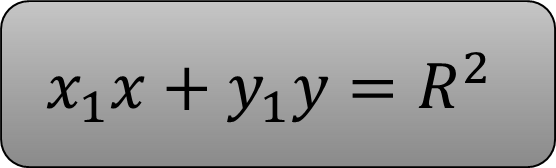 x₁x + y₁y = R²